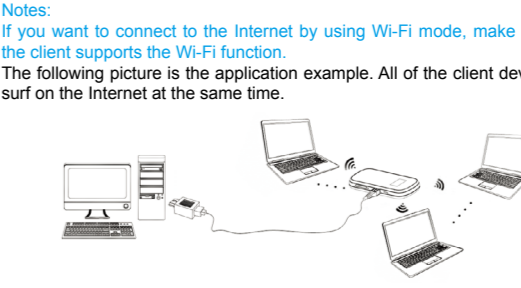 Notes:
If you want to connect to the Internet by using Wi-Fi mode, make
the client supports the Wi-Fi function.
The following picture is the application example. All of the client
surf on the Internet at the same time.